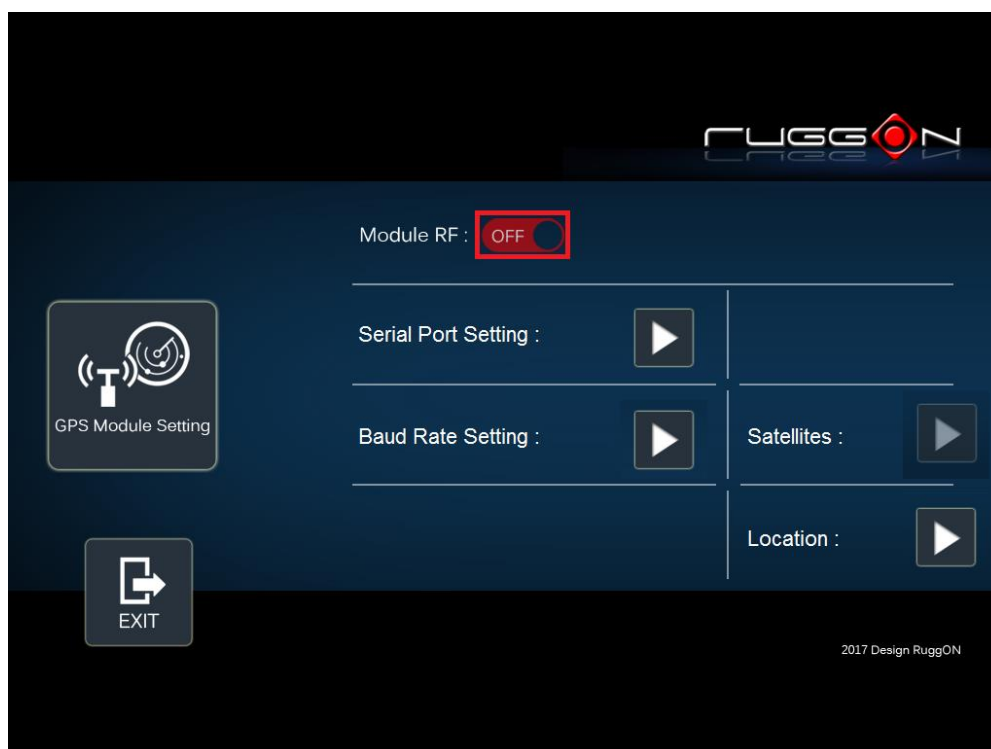 RUGGON
Module RF : OFF
Serial Port Setting :
GPS Module Setting
Baud Rate Setting :
Satellites :
Location :
EXIT
2017 Design RuggON